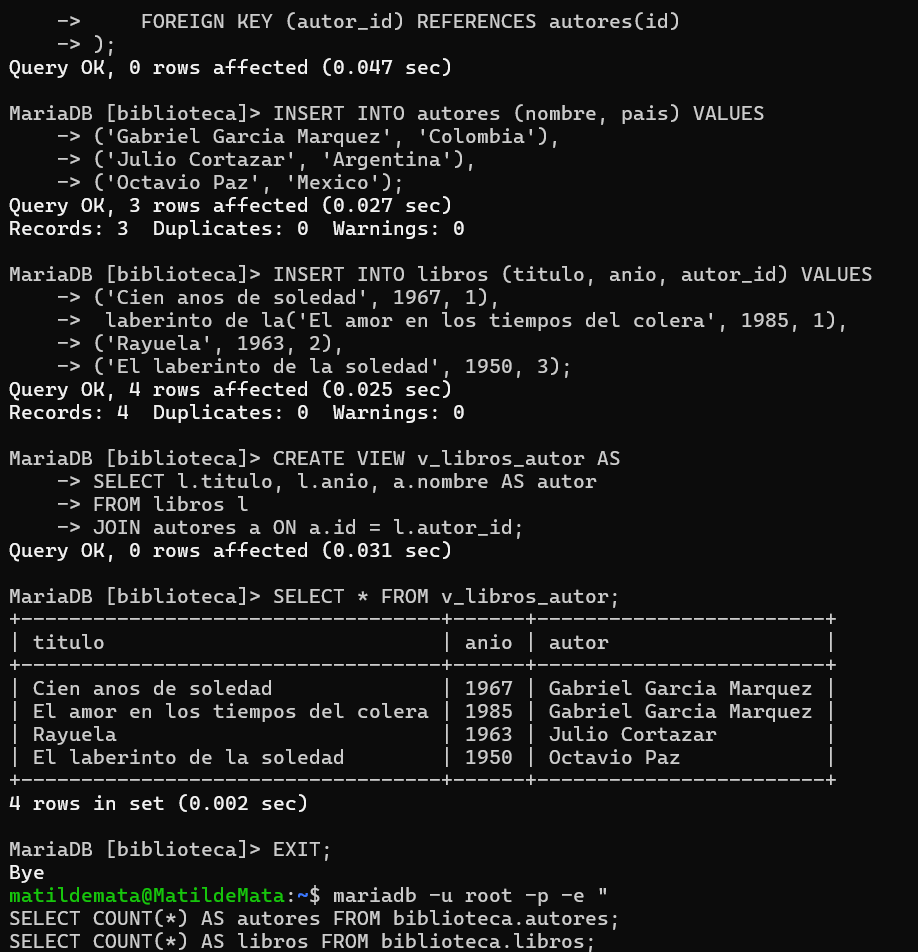 ->     FOREIGN KEY (autor_id) REFERENCES autores(id)
    -> );
Query OK, 0 rows affected (0.047 sec)

MariaDB [biblioteca]> INSERT INTO autores (nombre, pais) VALUES
    -> ('Gabriel Garcia Marquez', 'Colombia'),
    -> ('Julio Cortazar', 'Argentina'),
    -> ('Octavio Paz', 'Mexico');
Query OK, 3 rows affected (0.027 sec)
Records: 3  Duplicates: 0  Warnings: 0

MariaDB [biblioteca]> INSERT INTO libros (titulo, anio, autor_id) VALUES
    -> ('Cien anos de soledad', 1967, 1),
    ->  laberinto de la('El amor en los tiempos del colera', 1985, 1),
    -> ('Rayuela', 1963, 2),
    -> ('El laberinto de la soledad', 1950, 3);
Query OK, 4 rows affected (0.025 sec)
Records: 4  Duplicates: 0  Warnings: 0

MariaDB [biblioteca]> CREATE VIEW v_libros_autor AS
    -> SELECT l.titulo, l.anio, a.nombre AS autor
    -> FROM libros l
    -> JOIN autores a ON a.id = l.autor_id;
Query OK, 0 rows affected (0.031 sec)

MariaDB [biblioteca]> SELECT * FROM v_libros_autor;
+-----------------------------------+------+------------------------+
| titulo                            | anio | autor                  |
+-----------------------------------+------+------------------------+
| Cien anos de soledad              | 1967 | Gabriel Garcia Marquez |
| El amor en los tiempos del colera | 1985 | Gabriel Garcia Marquez |
| Rayuela                           | 1963 | Julio Cortazar         |
| El laberinto de la soledad        | 1950 | Octavio Paz            |
+-----------------------------------+------+------------------------+
4 rows in set (0.002 sec)

MariaDB [biblioteca]> EXIT;
Bye
matildemata@MatildeMata:~$ mariadb -u root -p -e "
SELECT COUNT(*) AS autores FROM biblioteca.autores;
SELECT COUNT(*) AS libros FROM biblioteca.libros;